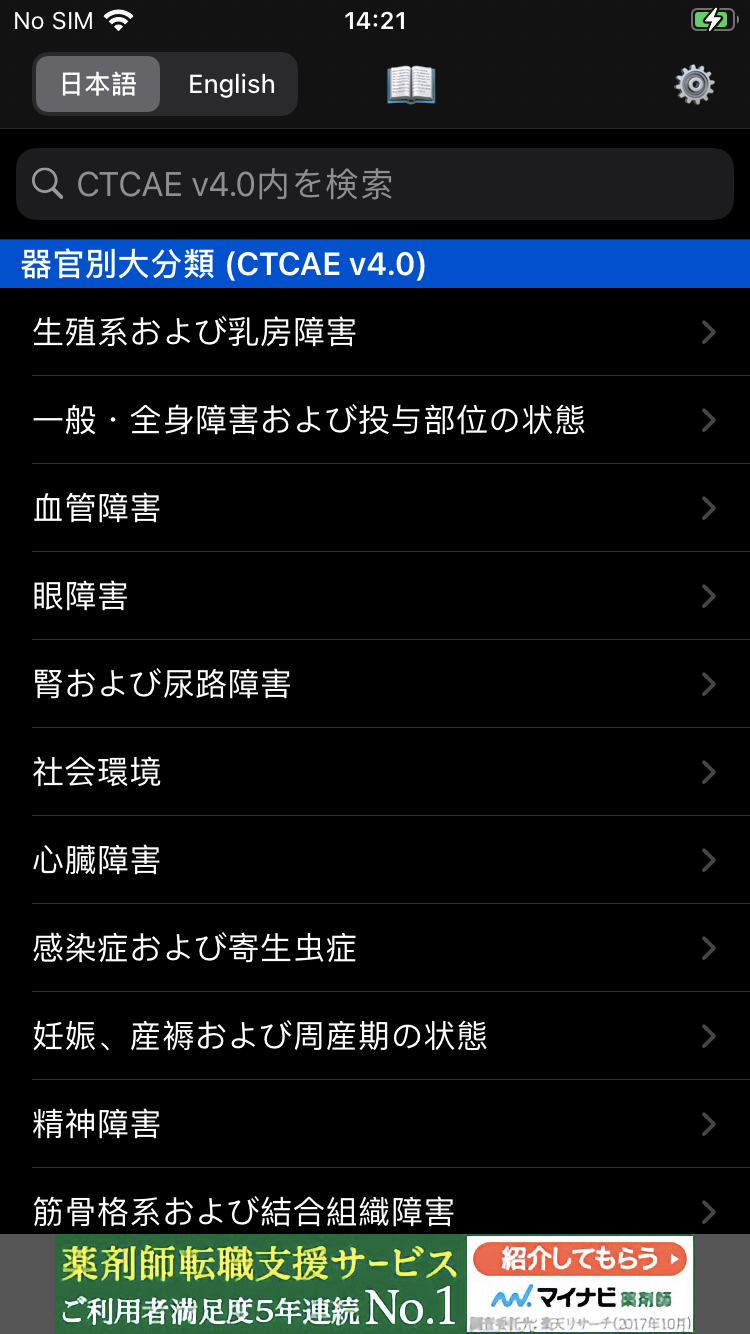 No SIM 14:21
日本語 English
CTCAE v4.0内を検索
器官別大分類 (CTCAE v4.0)
生殖系および乳房障害
一般・全身障害および投与部位の状態
血管障害
眼障害
腎および尿路障害
社会環境
心臓障害
感染症および寄生虫症
妊娠、産褥および周産期の状態
精神障害
筋骨格系および結合組織障害
薬剤師転職支援サービス
ご利用者満足度5年連続No.1
紹介してもらう
マイナビ薬剤師
調査委託先:楽天リサーチ(2017年10月)